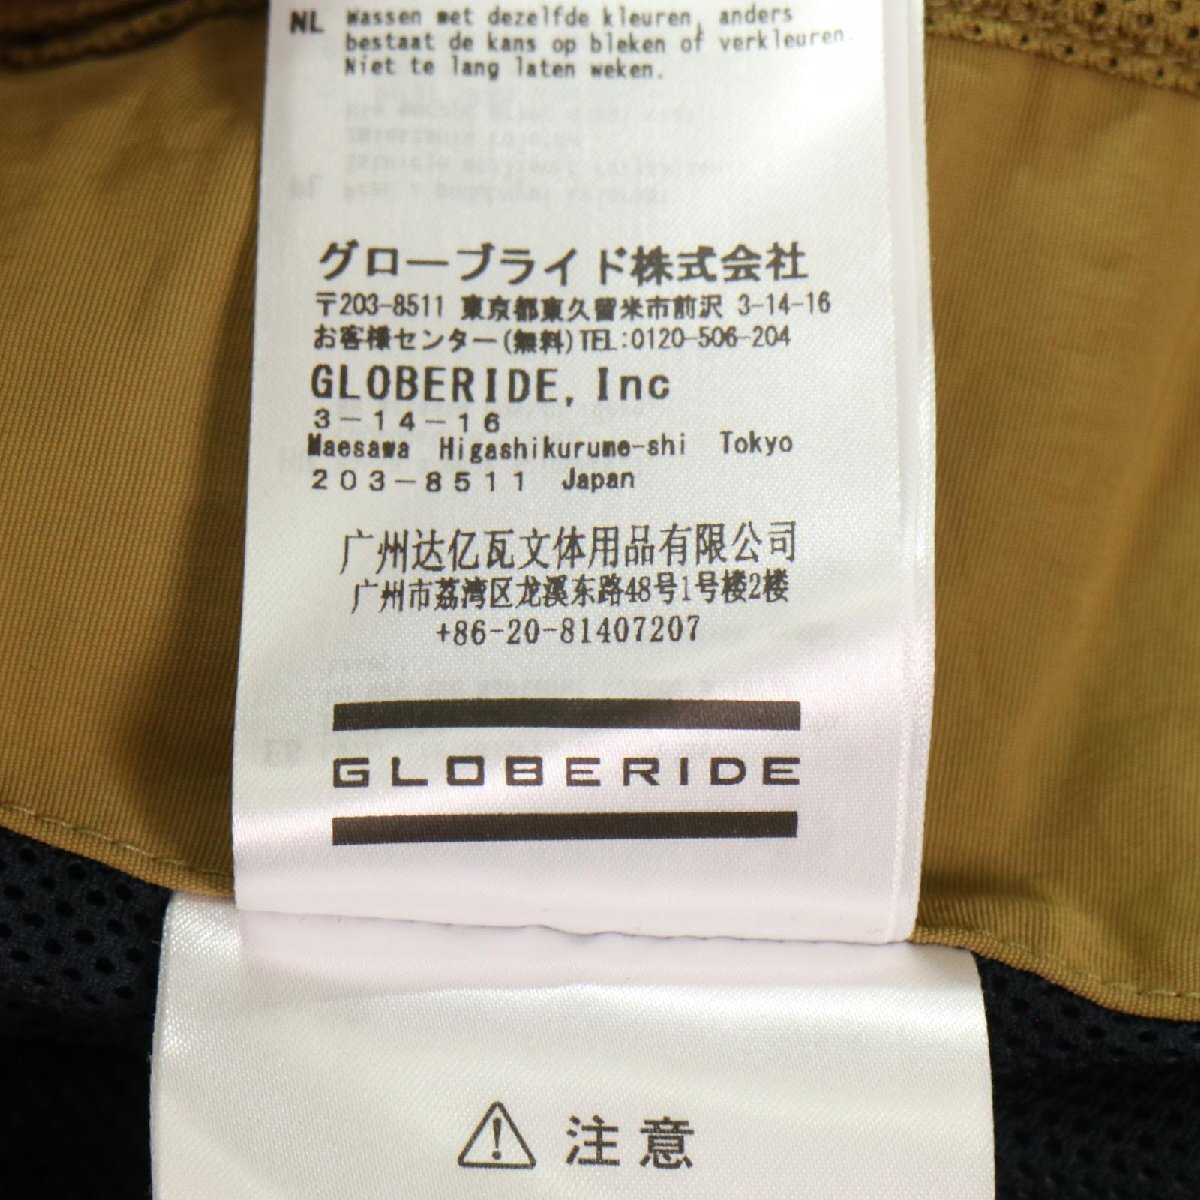 NL Wassen met dezelfde kleuren, anders
bestaat de kans op bleken of verkleuren.
Niet te lang laten weken.
グローブライド株式会社
〒203-8511 東京都東久留米市前沢 3-14-16
お客様センター(無料)TEL:0120-506-204
GLOBERIDE, Inc
3-14-16
Maesawa Higashikurume-shi Tokyo
203-8511 Japan
广州达亿瓦文体用品有限公司
广州市荔湾区龙溪东路48号1号楼2楼
+86-20-81407207
GLOBERIDE
注意